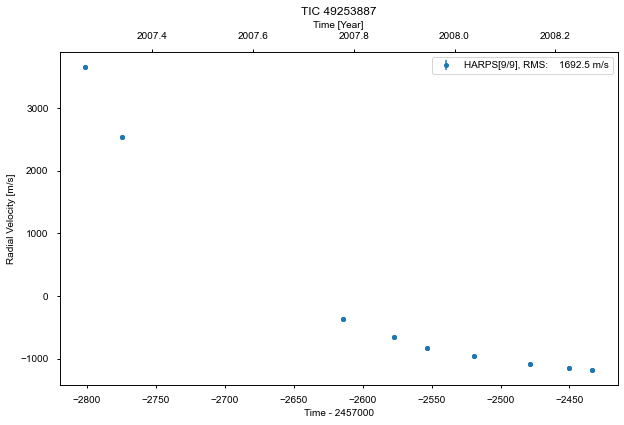 TIC 49253887
Time [Year]
2007.4 2007.6 2007.8 2008.0 2008.2
HARPS[9/9], RMS: 1692.5 m/s
Radial Velocity [m/s]
3000
2000
1000
0
−1000
−2800 −2750 −2700 −2650 −2600 −2550 −2500 −2450
Time - 2457000